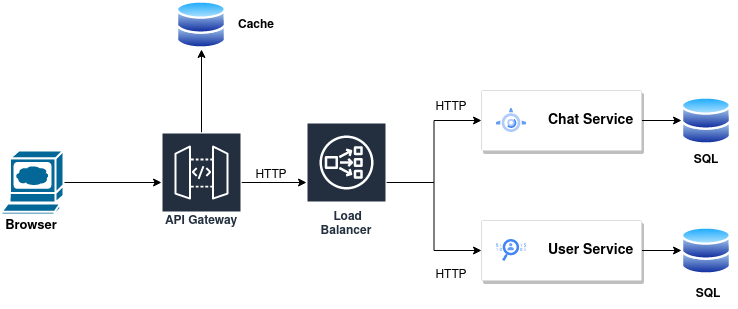 Cache
HTTP
Chat Service
</>
HTTP
SQL
Browser
API Gateway
Load
Balancer
User Service
HTTP
SQL